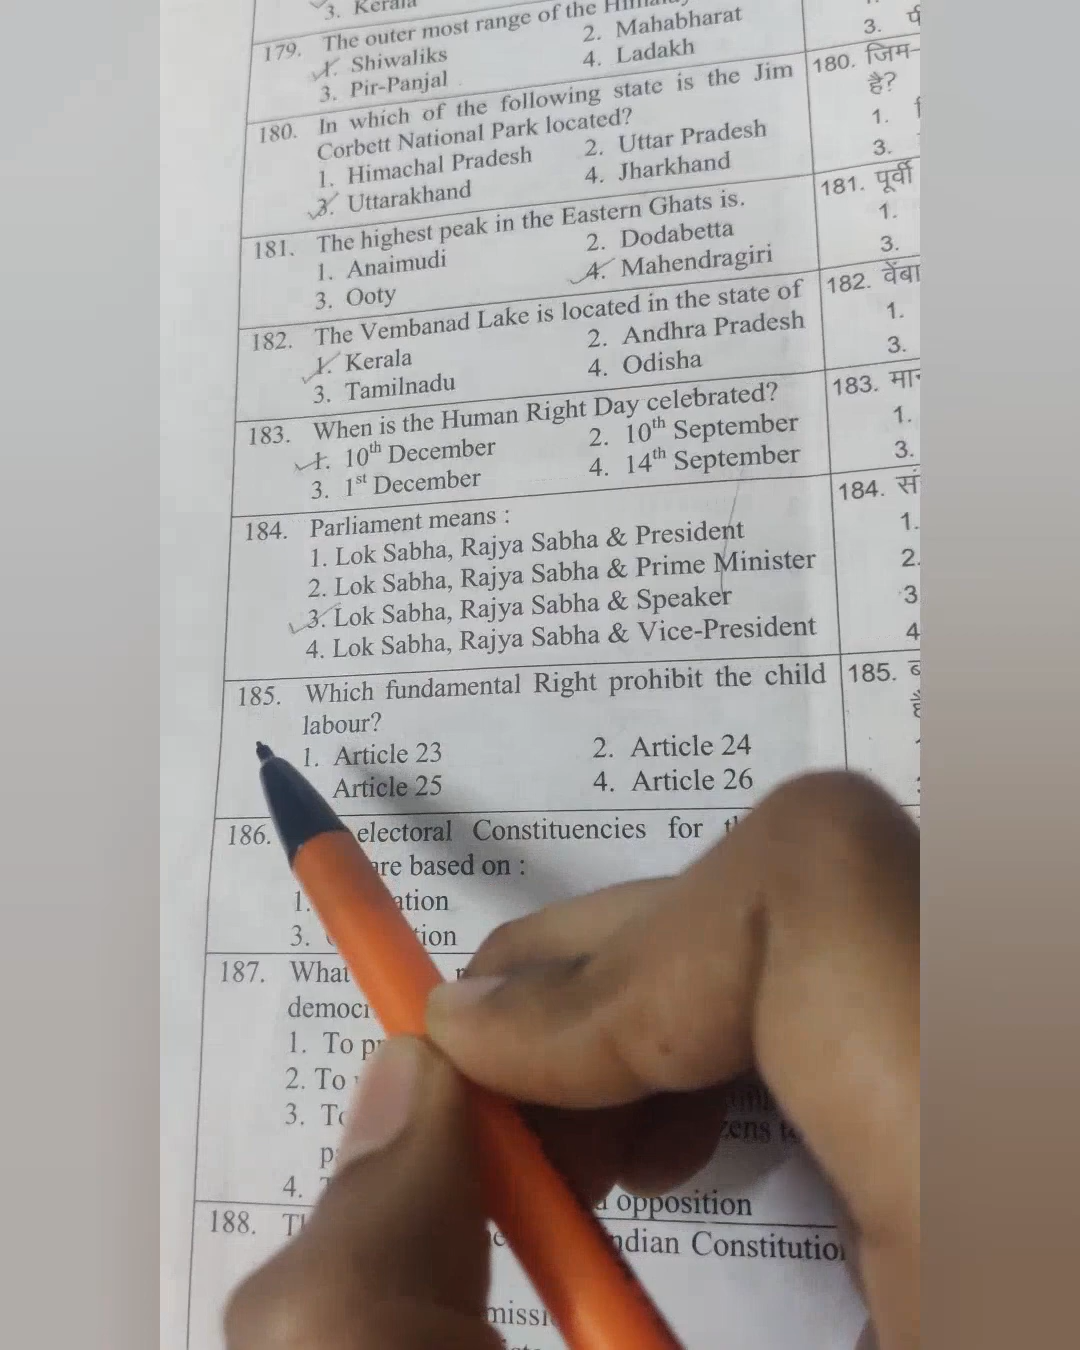 3. Kerala
179. The outer most range of the
1. Shiwaliks 2. Mahabharat
3. Pir-Panjal 4. Ladakh
180. In which of the following state is the Jim
Corbett National Park located?
1. Himachal Pradesh 2. Uttar Pradesh
3. Uttarakhand 4. Jharkhand
181. The highest peak in the Eastern Ghats is.
1. Anaimudi 2. Dodabetta
3. Ooty 4. Mahendragiri
182. The Vembanad Lake is located in the state of
1. Kerala 2. Andhra Pradesh
3. Tamilnadu 4. Odisha
183. When is the Human Right Day celebrated?
1. 10th December 2. 10th September
3. 1st December 4. 14th September
184. Parliament means :
1. Lok Sabha, Rajya Sabha & President
2. Lok Sabha, Rajya Sabha & Prime Minister
3. Lok Sabha, Rajya Sabha & Speaker
4. Lok Sabha, Rajya Sabha & Vice-President
185. Which fundamental Right prohibit the child
labour?
1. Article 23 2. Article 24
Article 25 4. Article 26
186. electoral Constituencies for
are based on :
1.
3.
187. What
1. To
2. To
3.
4.
opposition
188. Indian Constitution
3.
180. जिम
है?
1.
3.
181. पूर्वी
1.
3.
182.
1.
3.
183.
1.
3.
184.
1.
2.
3
4
185.